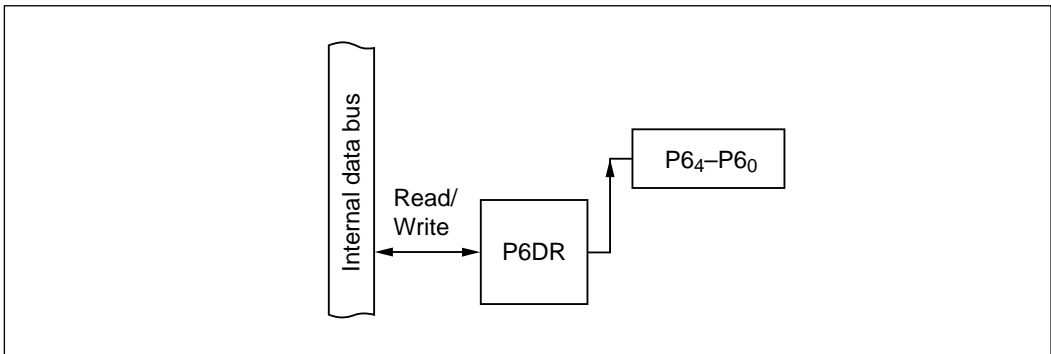 Internal data bus
Read/
Write
P6DR
P6₄–P6₀